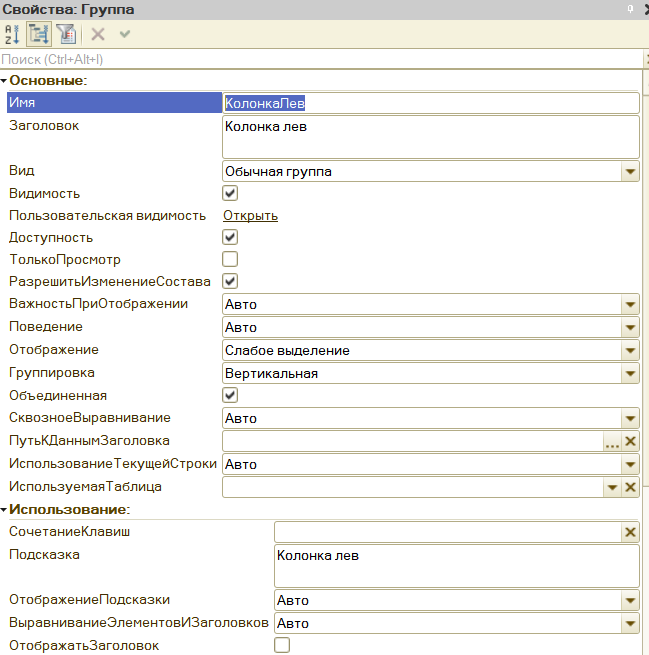 Свойства: Группа
Поиск (Ctrl+Alt+I)
Основные:
Имя КолонкаЛев
Заголовок Колонка лев
Вид Обычная группа
Видимость
Пользовательская видимость Открыть
Доступность
ТолькоПросмотр
РазрешитьИзменениеСостава
ВажностьПриОтображении Авто
Поведение Авто
Отображение Слабое выделение
Группировка Вертикальная
Объединенная
СквозноеВыравнивание Авто
ПутьКДаннымЗаголовка ...
ИспользованиеТекущейСтроки Авто
ИспользуемаяТаблица
Использование:
СочетаниеКлавиш
Подсказка Колонка лев
ОтображениеПодсказки Авто
ВыравниваниеЭлементовИЗаголовков Авто
ОтображатьЗаголовок